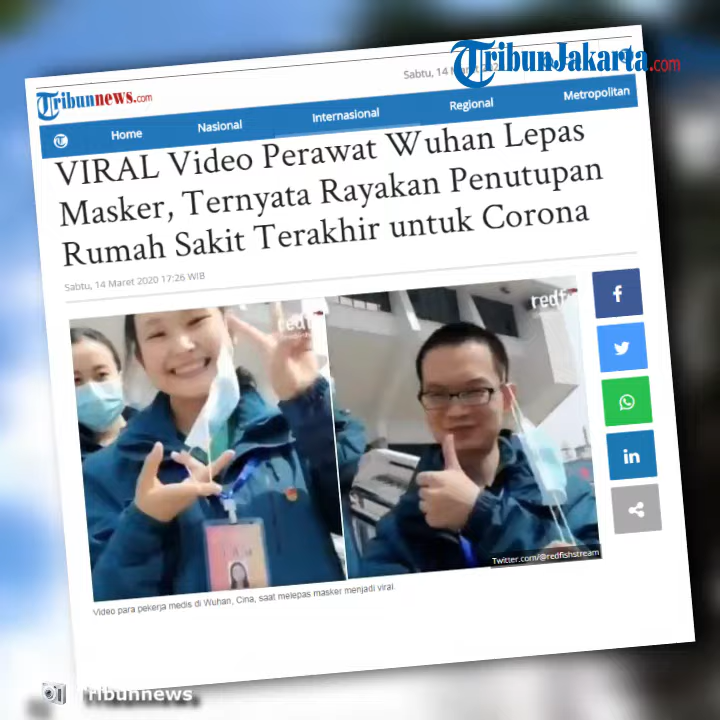 TribunJakarta.com
Sabtu, 14
Tribunnews.com
Home
Nasional
Internasional
Regional
Metropolitan
VIRAL Video Perawat Wuhan Lepas
Masker, Ternyata Rayakan Penutupan
Rumah Sakit Terakhir untuk Corona
Sabtu, 14 Maret 2020 17:26 WIB
redf
redf
Twitter.com/@redfishstream
Video para pekerja medis di Wuhan, Cina, saat melepas masker menjadi viral.
Tribunnews